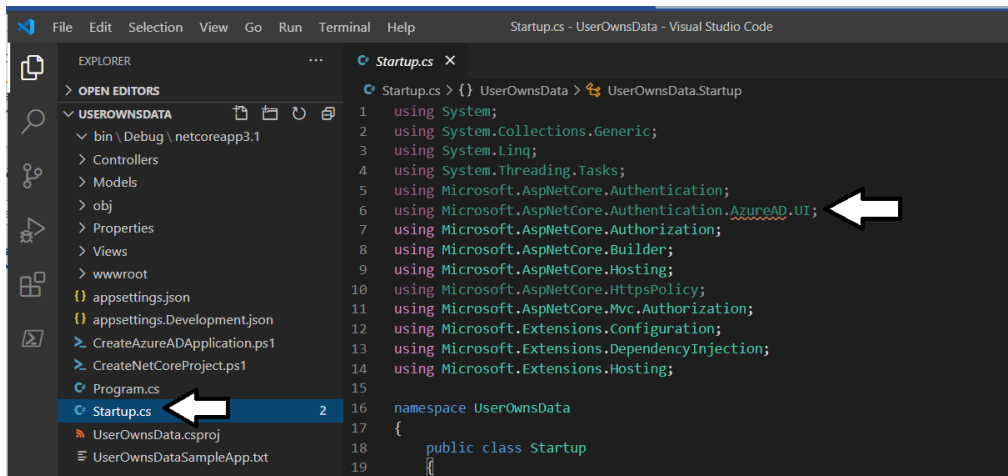 File Edit Selection View Go Run Terminal Help Startup.cs - UserOwnsData - Visual Studio Code
EXPLORER ...
OPEN EDITORS
USEROWNSDATA
bin \ Debug \ netcoreapp3.1
Controllers
Models
obj
Properties
Views
wwwroot
{} appsettings.json
{} appsettings.Development.json
CreateAzureADApplication.ps1
CreateNetCoreProject.ps1
C# Program.cs
C# Startup.cs 2
UserOwnsData.csproj
UserOwnsDataSampleApp.txt
C# Startup.cs
C# Startup.cs > {} UserOwnsData > UserOwnsData.Startup
1 using System;
2 using System.Collections.Generic;
3 using System.Linq;
4 using System.Threading.Tasks;
5 using Microsoft.AspNetCore.Authentication;
6 using Microsoft.AspNetCore.Authentication.AzureAD.UI;
7 using Microsoft.AspNetCore.Authorization;
8 using Microsoft.AspNetCore.Builder;
9 using Microsoft.AspNetCore.Hosting;
10 using Microsoft.AspNetCore.HttpsPolicy;
11 using Microsoft.AspNetCore.Mvc.Authorization;
12 using Microsoft.Extensions.Configuration;
13 using Microsoft.Extensions.DependencyInjection;
14 using Microsoft.Extensions.Hosting;
15
16 namespace UserOwnsData
17 {
18 public class Startup
19 {